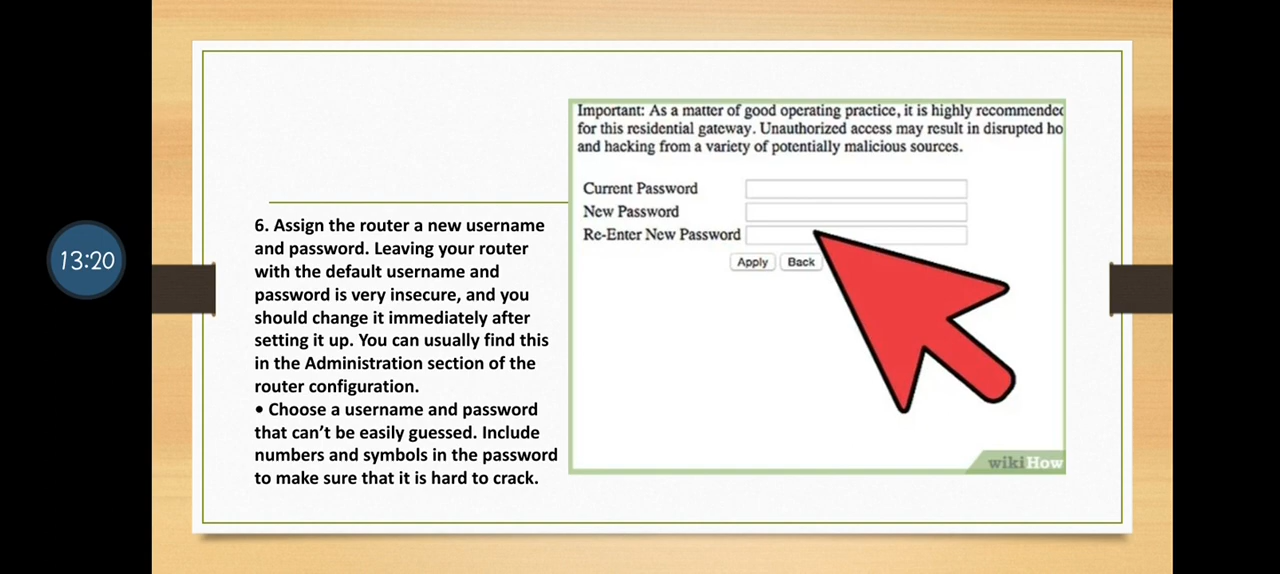 13:20
6. Assign the router a new username
and password. Leaving your router
with the default username and
password is very insecure, and you
should change it immediately after
setting it up. You can usually find this
in the Administration section of the
router configuration.
• Choose a username and password
that can’t be easily guessed. Include
numbers and symbols in the password
to make sure that it is hard to crack.
Important: As a matter of good operating practice, it is highly recommended
for this residential gateway. Unauthorized access may result in disrupted ho
and hacking from a variety of potentially malicious sources.
Current Password
New Password
Re-Enter New Password
Apply Back
wikiHow